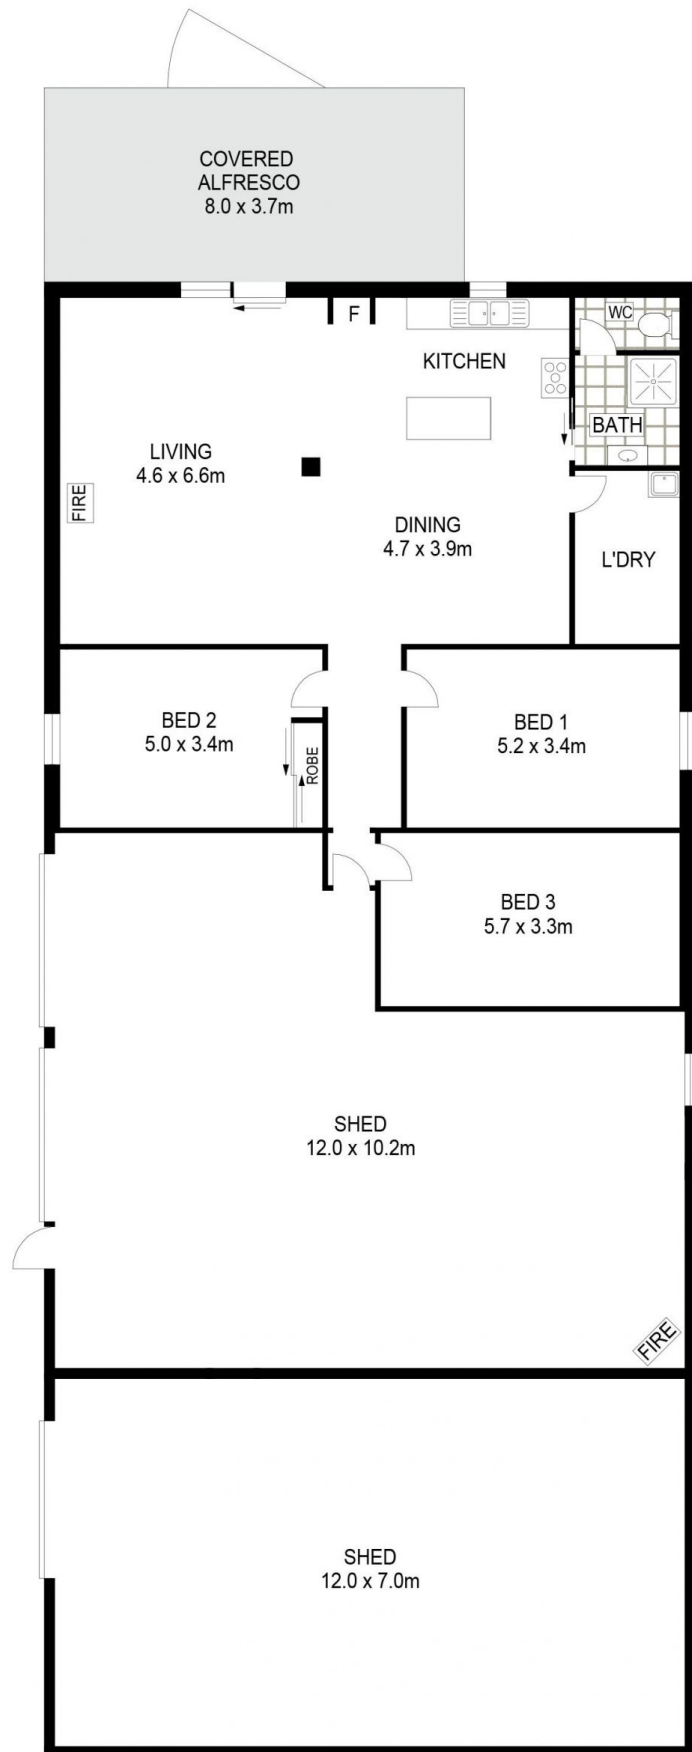 COVERED
ALFRESCO
8.0 x 3.7m
F
WC
KITCHEN
BATH
LIVING
4.6 x 6.6m
FIRE
DINING
4.7 x 3.9m
L'DRY
BED 2
5.0 x 3.4m
ROBE
BED 1
5.2 x 3.4m
BED 3
5.7 x 3.3m
SHED
12.0 x 10.2m
FIRE
SHED
12.0 x 7.0m